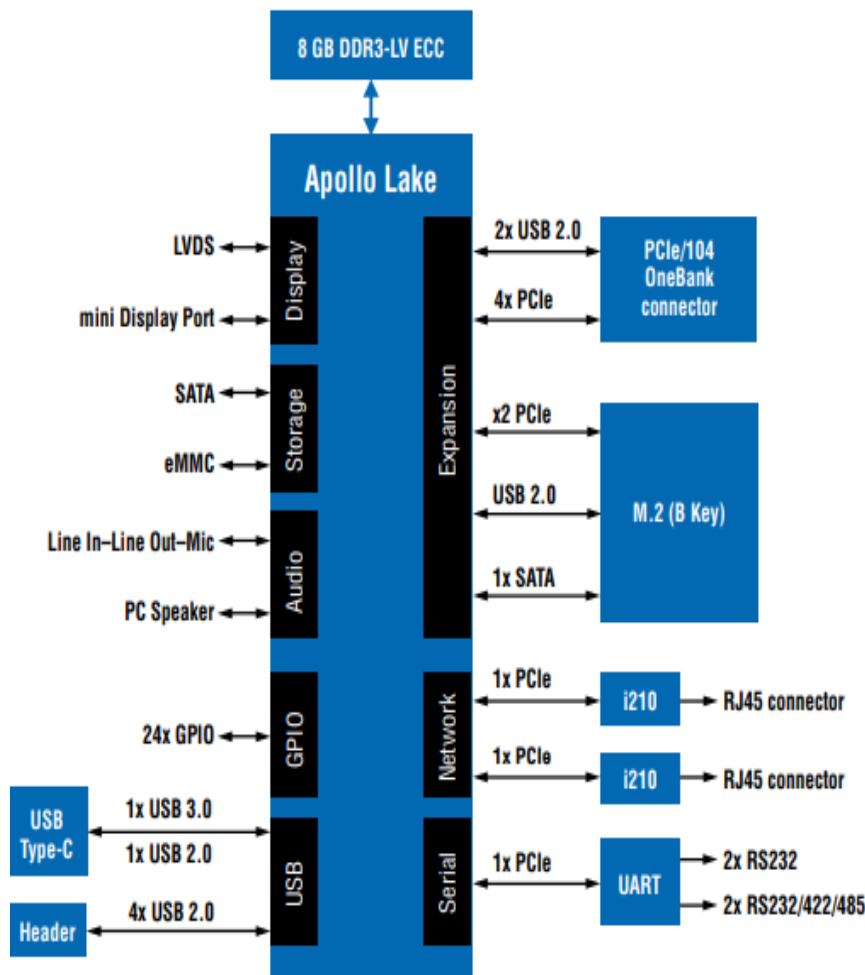 8 GB DDR3-LV ECC
Apollo Lake
LVDS
mini Display Port
Display
SATA
eMMC
Storage
Line In–Line Out–Mic
PC Speaker
Audio
24x GPIO
GPIO
USB
Type-C
1x USB 3.0
1x USB 2.0
Header
4x USB 2.0
USB
Expansion
2x USB 2.0
4x PCIe
PCIe/104
OneBank
connector
x2 PCIe
USB 2.0
1x SATA
M.2 (B Key)
Network
1x PCIe
i210
RJ45 connector
1x PCIe
i210
RJ45 connector
Serial
1x PCIe
UART
2x RS232
2x RS232/422/485